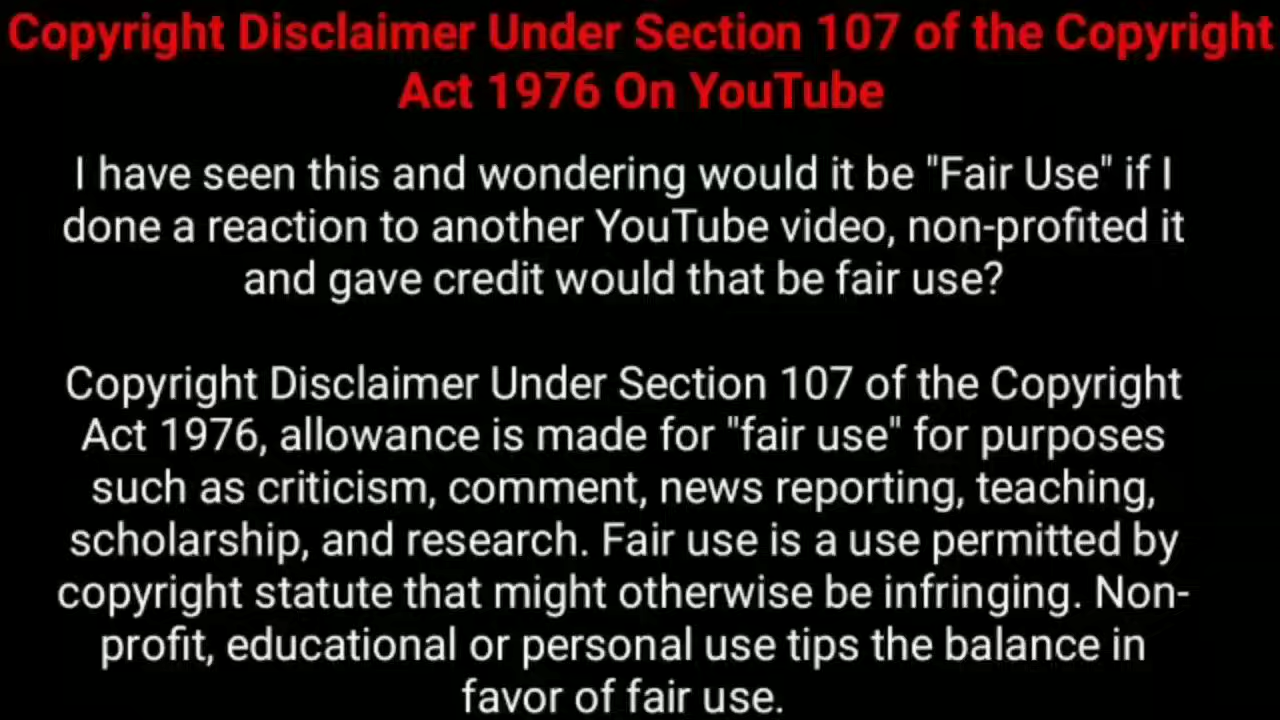 Copyright Disclaimer Under Section 107 of the Copyright
Act 1976 On YouTube
I have seen this and wondering would it be "Fair Use" if I
done a reaction to another YouTube video, non-profited it
and gave credit would that be fair use?
Copyright Disclaimer Under Section 107 of the Copyright
Act 1976, allowance is made for "fair use" for purposes
such as criticism, comment, news reporting, teaching,
scholarship, and research. Fair use is a use permitted by
copyright statute that might otherwise be infringing. Non-
profit, educational or personal use tips the balance in
favor of fair use.